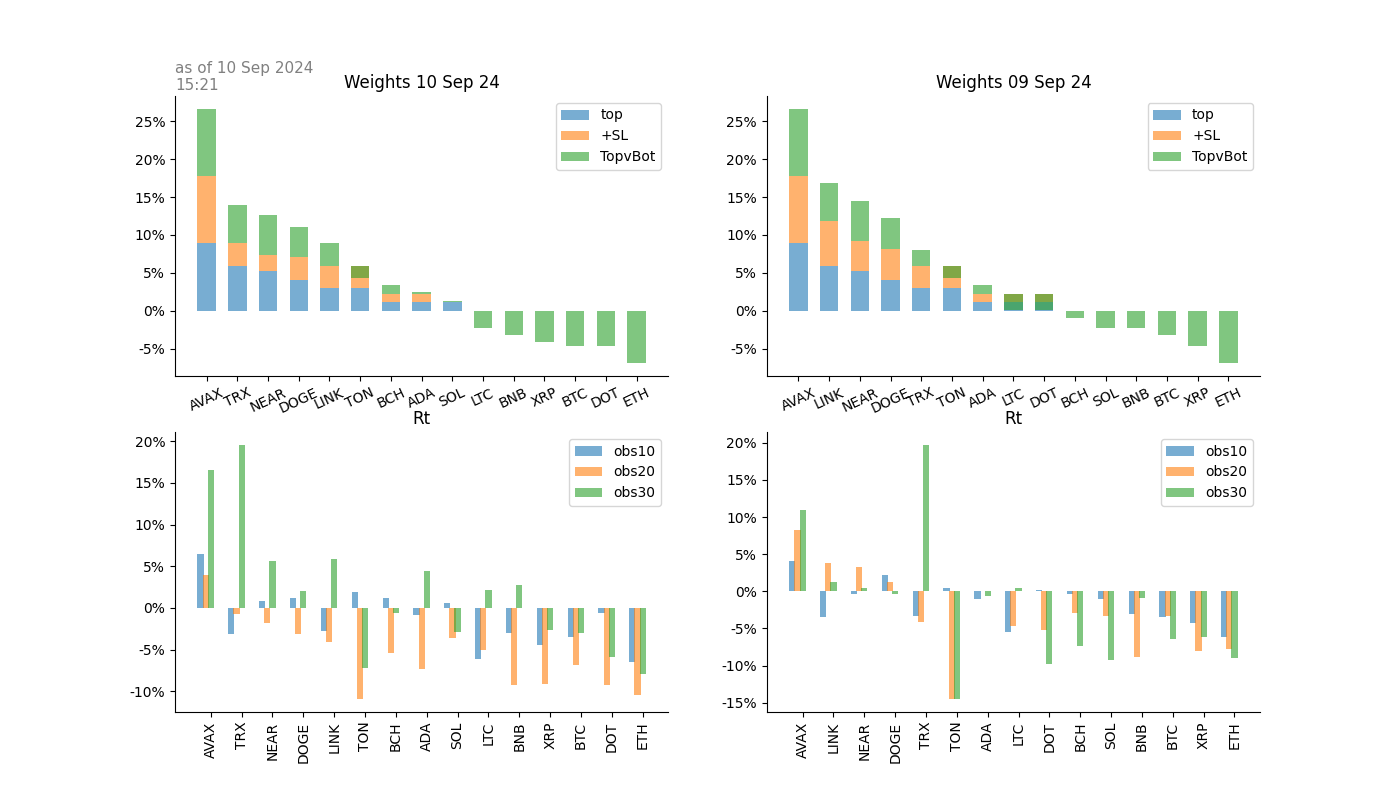 as of 10 Sep 2024
15:21
Weights 10 Sep 24
25%
20%
15%
10%
5%
0%
-5%
top
+SL
TopvBot
AVAX TRX NEAR DOGE LINK TON BCH ADA SOL LTC BNB XRP BTC DOT ETH
Weights 09 Sep 24
25%
20%
15%
10%
5%
0%
-5%
top
+SL
TopvBot
AVAX LINK NEAR DOGE TRX TON ADA LTC DOT BCH SOL BNB BTC XRP ETH
Rt
20%
15%
10%
5%
0%
-5%
-10%
obs10
obs20
obs30
AVAX TRX NEAR DOGE LINK TON BCH ADA SOL LTC BNB XRP BTC DOT ETH
Rt
20%
15%
10%
5%
0%
-5%
-10%
-15%
obs10
obs20
obs30
AVAX LINK NEAR DOGE TRX TON ADA LTC DOT BCH SOL BNB BTC XRP ETH